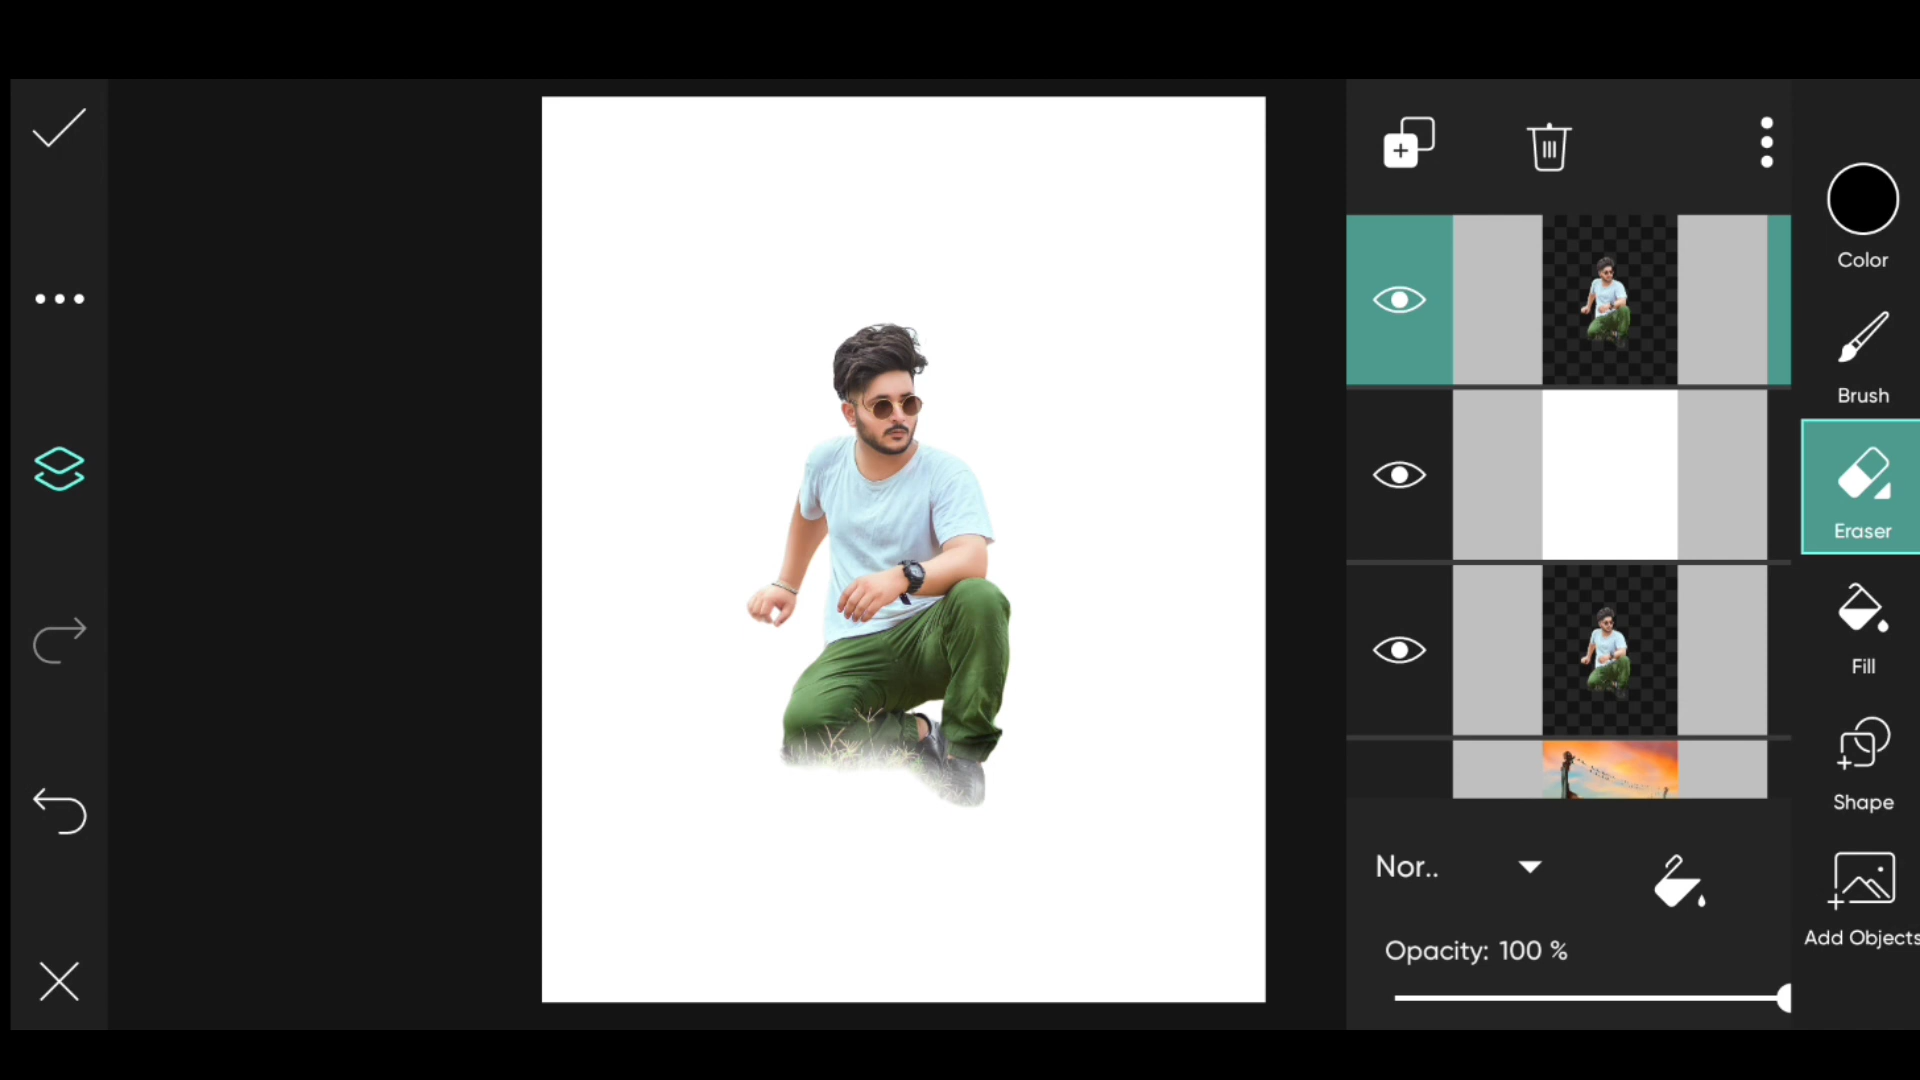 Color
Brush
Eraser
Fill
Shape
Add Objects
Nor..
Opacity: 100 %